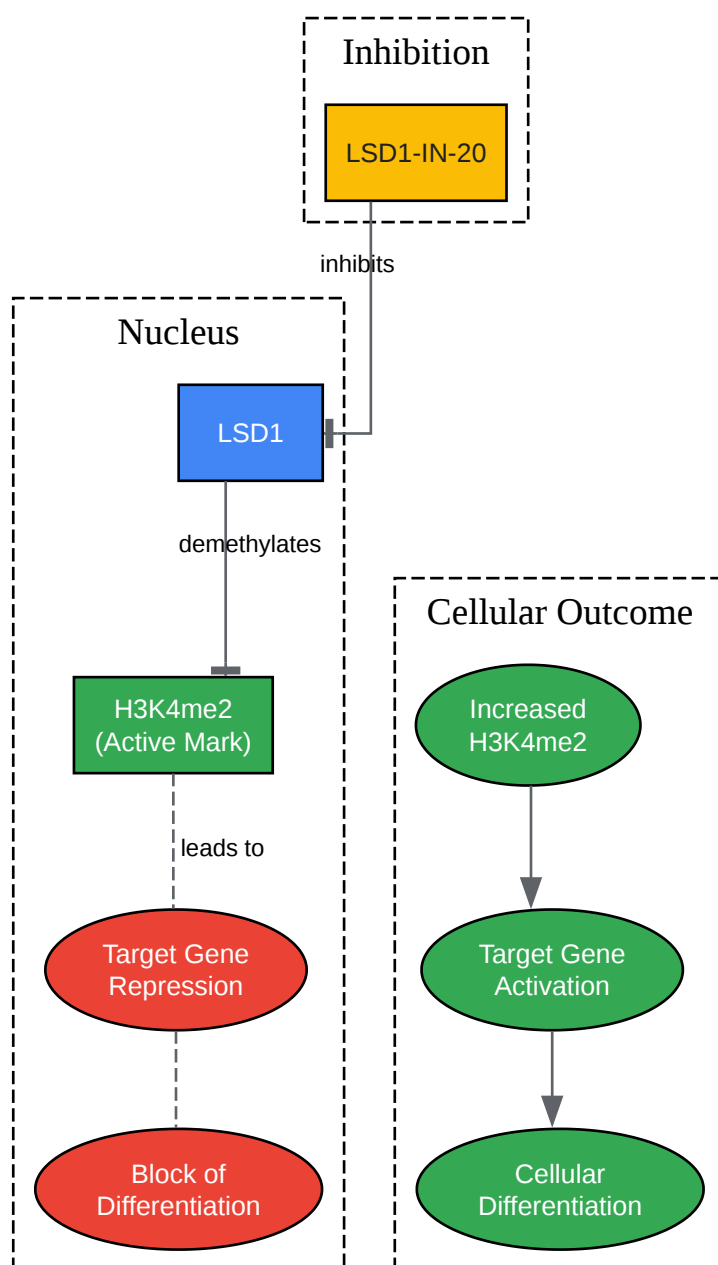 Inhibition
LSD1-IN-20
inhibits
Nucleus
LSD1
demethylates
H3K4me2
(Active Mark)
leads to
Target Gene
Repression
Block of
Differentiation
Cellular Outcome
Increased
H3K4me2
Target Gene
Activation
Cellular
Differentiation